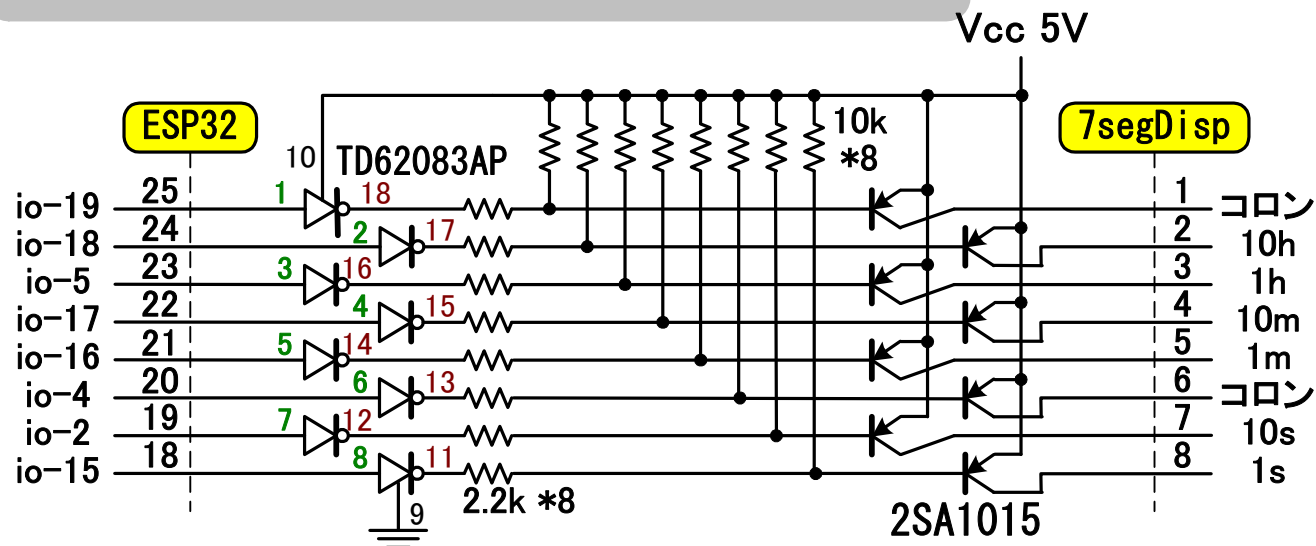 Vcc 5V
ESP32
7segDisp
10k
*8
10
TD62083AP
io-19 25 1 18 1 コロン
io-18 24 2 17 2 10h
io-5 23 3 16 3 1h
io-17 22 4 15 4 10m
io-16 21 5 14 5 1m
io-4 20 6 13 6 コロン
io-2 19 7 12 7 10s
io-15 18 8 11 8 1s
2.2k *8
9
2SA1015